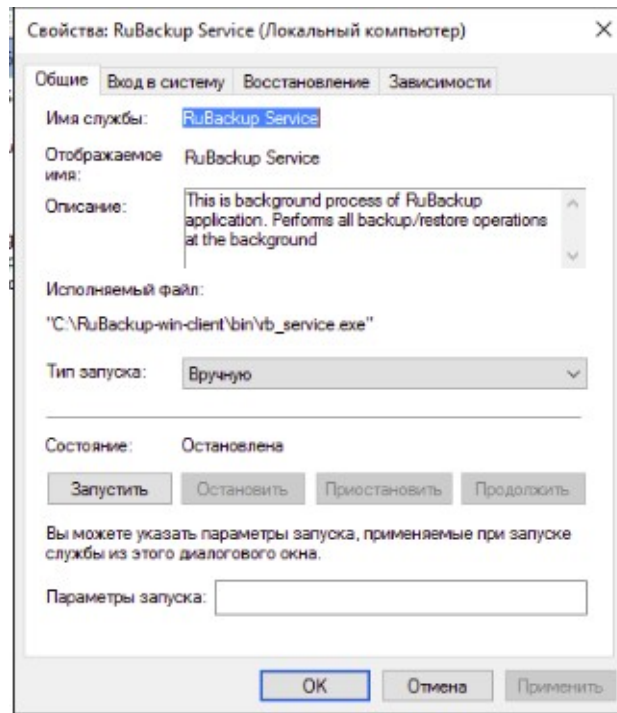 Свойства: RuBackup Service (Локальный компьютер)
Общие Вход в систему Восстановление Зависимости
Имя службы: RuBackup Service
Отображаемое имя: RuBackup Service
Описание: This is background process of RuBackup
application. Performs all backup/restore operations
at the background
Исполняемый файл:
"C:\RuBackup-win-client\bin\rb_service.exe"
Тип запуска: Вручную
Состояние: Остановлена
Запустить Остановить Приостановить Продолжить
Вы можете указать параметры запуска, применяемые при запуске
службы из этого диалогового окна.
Параметры запуска:
OK Отмена Применить